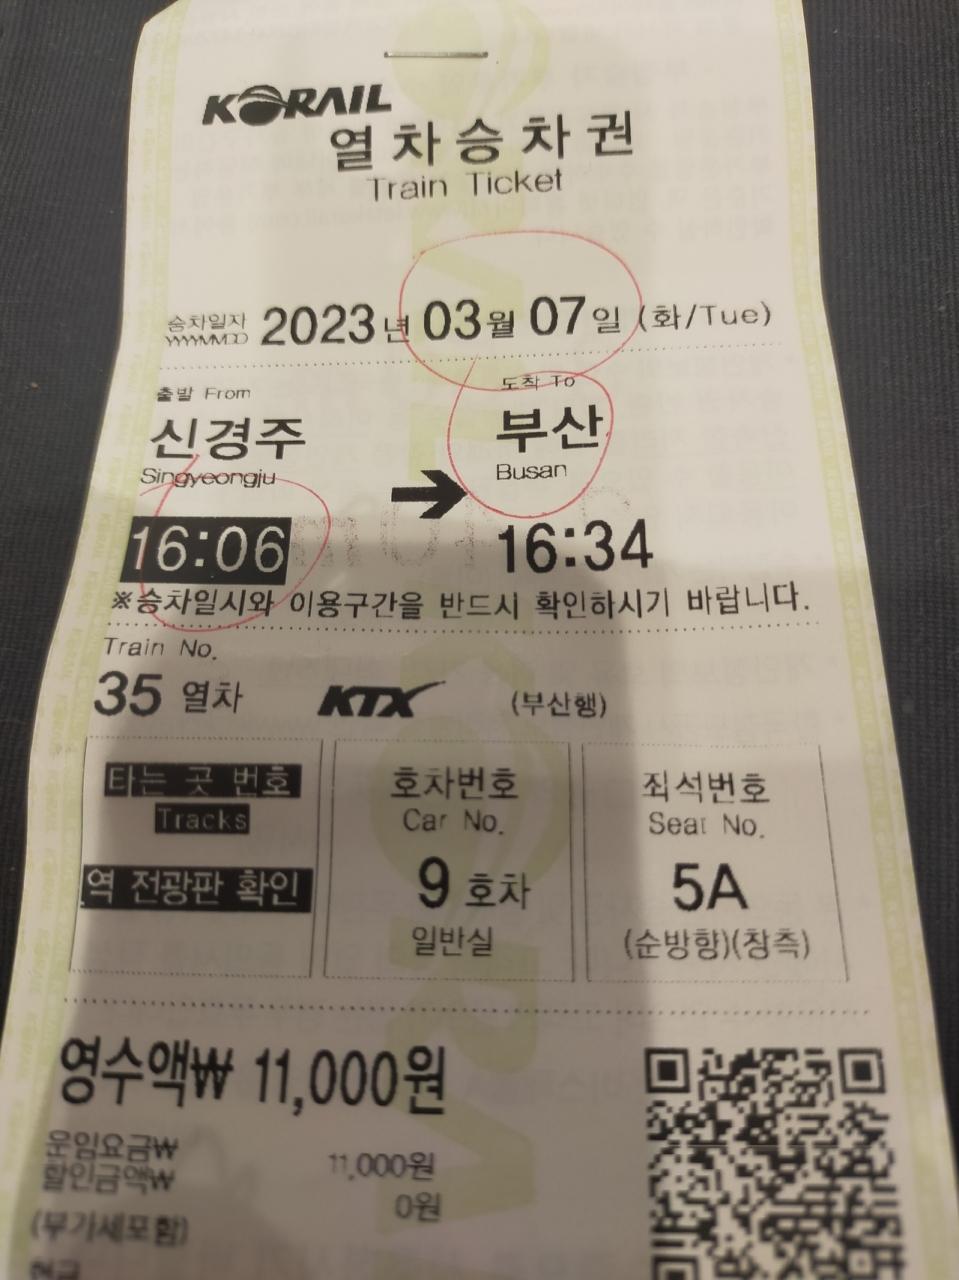 KORAIL
열차승차권
Train Ticket
승차일자 2023년 03월 07일 (화/Tue)
YYYYMMDD
출발 From
도착 To
신경주
부산
Singyeongju
Busan
16:06
16:34
※승차일시와 이용구간을 반드시 확인하시기 바랍니다.
Train No.
35 열차 KTX (부산행)
타는 곳 번호
호차번호
좌석번호
Tracks
Car No.
Seat No.
역 전광판 확인
9 호차
5A
일반실
(순방향)(창측)
영수액₩ 11,000원
운임요금₩ 11,000원
할인금액₩ 0원
(부가세포함)
현금